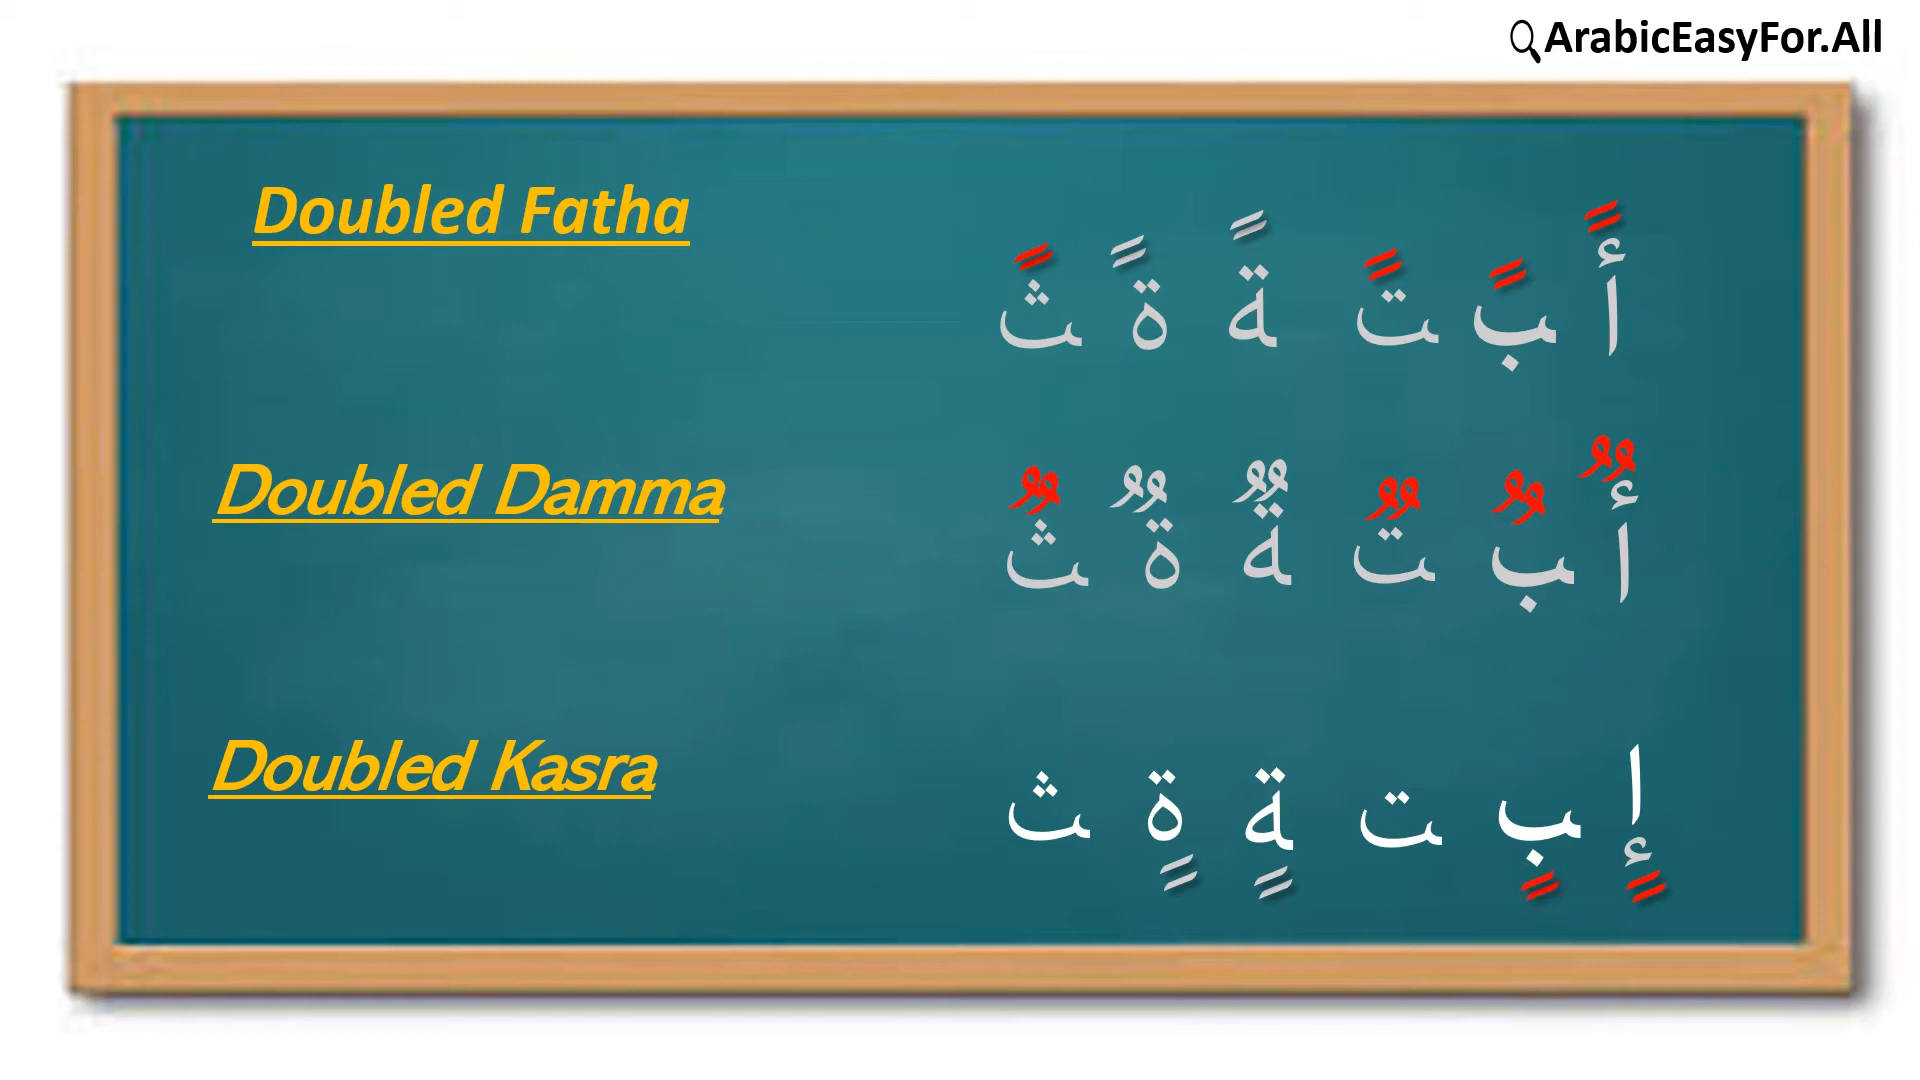 ArabicEasyFor.All
Doubled Fatha
أً بً تً ةً ةً ثً
Doubled Damma
أٌ بٌ تٌ ةٌ ةٌ ثٌ
Doubled Kasra
إٍ بٍ ت ةٍ ةٍ ث